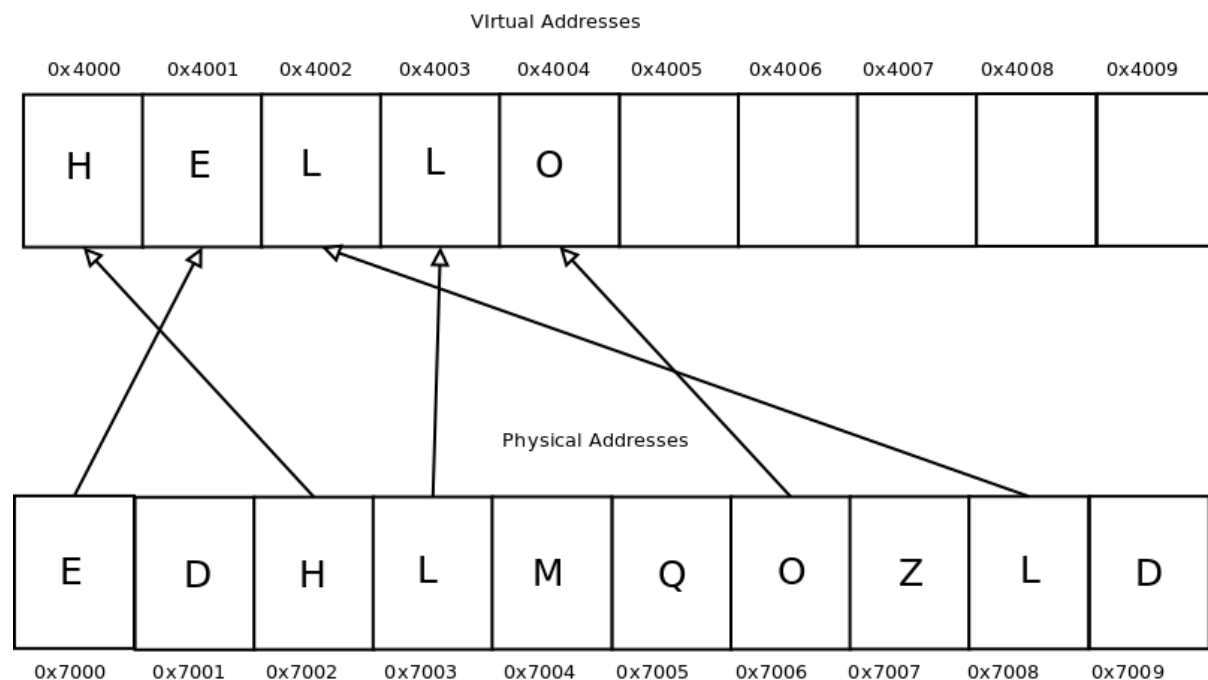 VIrtual Addresses
0x4000 0x4001 0x4002 0x4003 0x4004 0x4005 0x4006 0x4007 0x4008 0x4009
H E L L O
Physical Addresses
E D H L M Q O Z L D
0x7000 0x7001 0x7002 0x7003 0x7004 0x7005 0x7006 0x7007 0x7008 0x7009